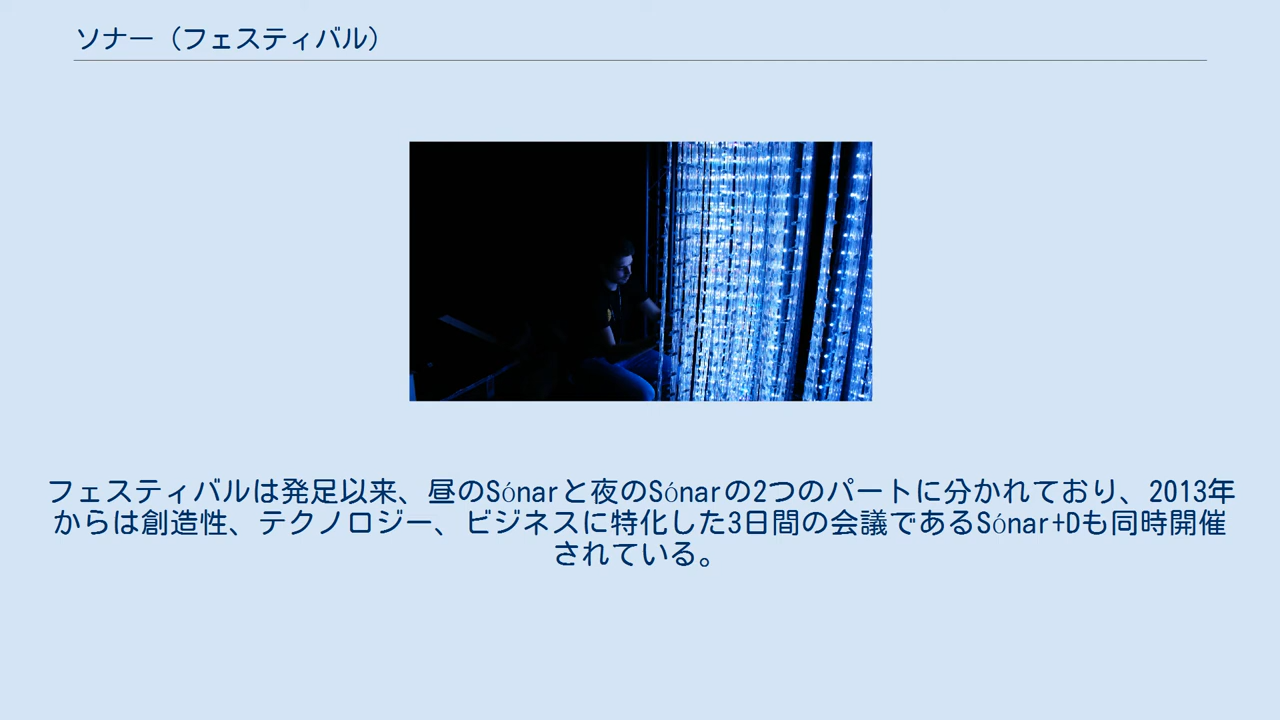 ソナー（フェスティバル）
フェスティバルは発足以来、昼のSónarと夜のSónarの2つのパートに分かれており、2013年
からは創造性、テクノロジー、ビジネスに特化した3日間の会議であるSónar+Dも同時開催
されている。